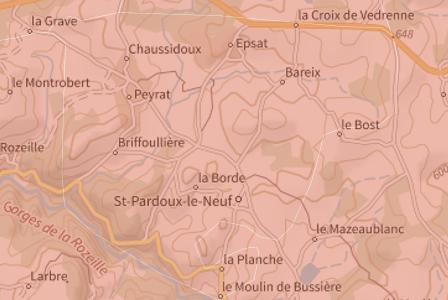 la Croix de Vedrenne
la Grave
648
Epsat
Chaussidoux
Bareix
le Montrobert
Peyrat
le Bost
Briffoullière
Rozeille
600
la Borde
St-Pardoux-le-Neuf
Gorges de la Rozeille
le Mazeaublanc
la Planche
Larbre
le Moulin de Bussière